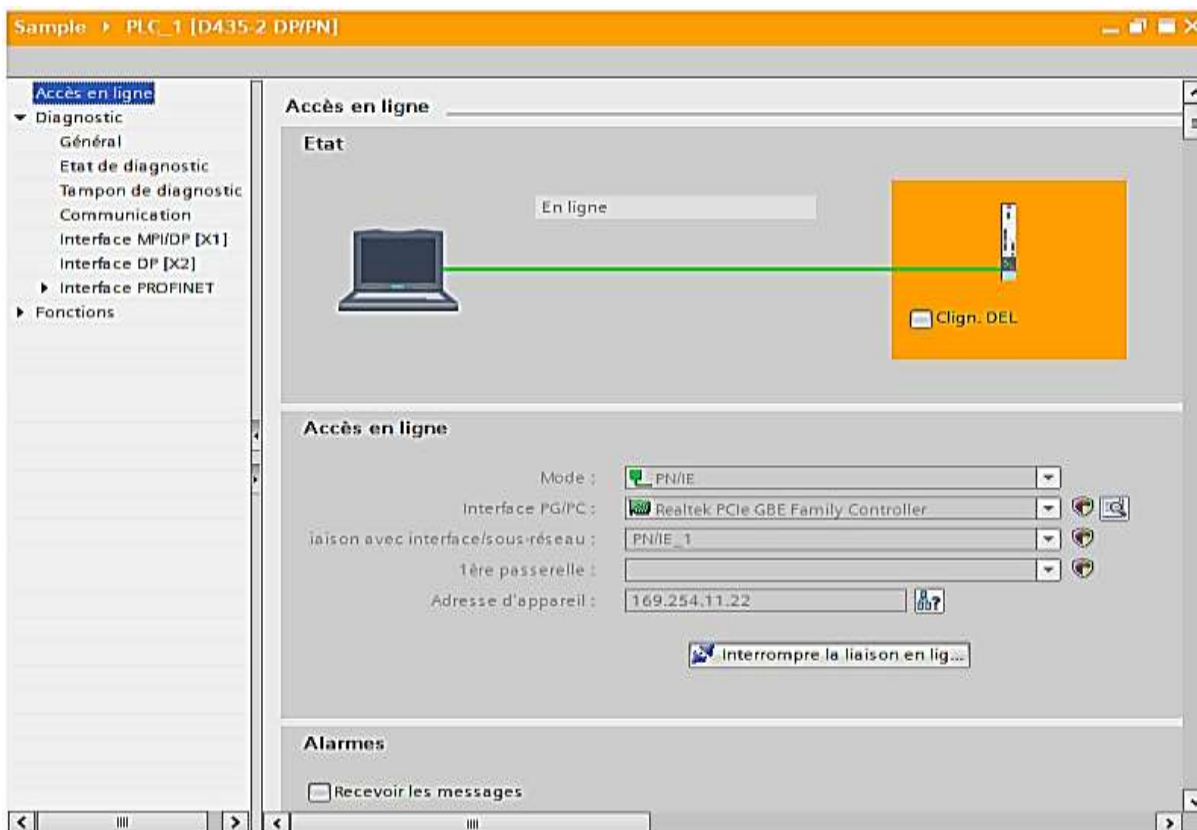 Sample ▸ PLC_1 [D435-2 DP/PN]
Accès en ligne
Diagnostic
Général
Etat de diagnostic
Tampon de diagnostic
Communication
Interface MPI/DP [X1]
Interface DP [X2]
Interface PROFINET
Fonctions
Accès en ligne
Etat
En ligne
Clign. DEL
Accès en ligne
Mode :
PN/IE
Interface PG/PC :
Realtek PCIe GBE Family Controller
iaison avec interface/sous-réseau :
PN/IE_1
1ère passerelle :
Adresse d'appareil :
169.254.11.22
Interrompre la liaison en lig...
Alarmes
Recevoir les messages